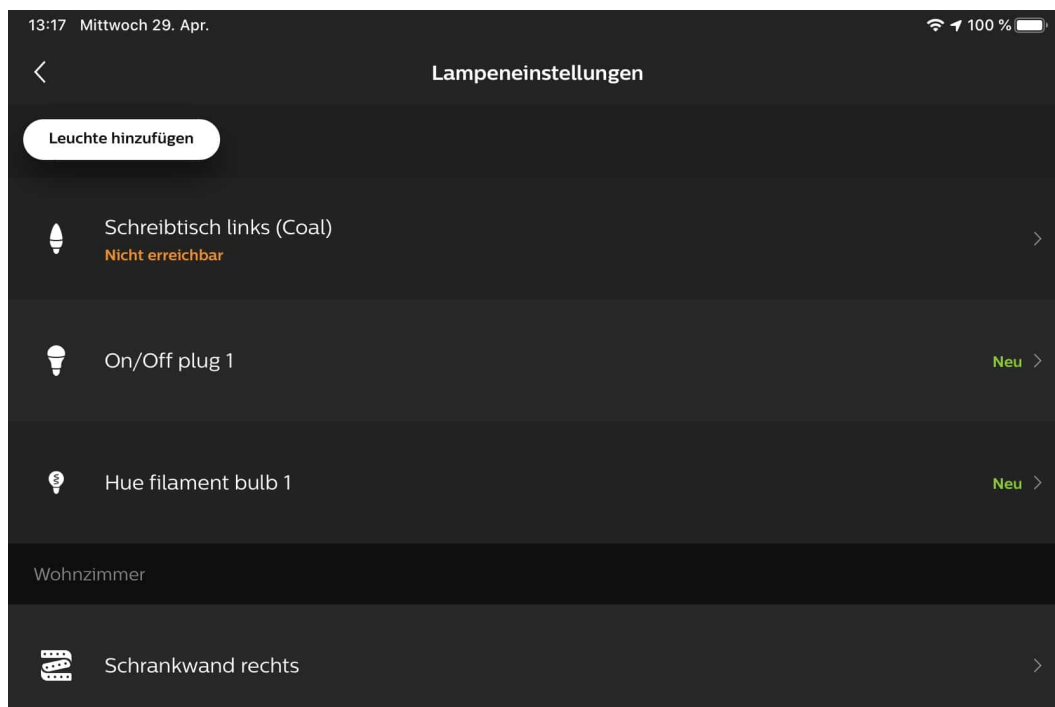 13:17 Mittwoch 29. Apr. 100 %
Lampeneinstellungen
Leuchte hinzufügen
Schreibtisch links (Coal)
Nicht erreichbar
On/Off plug 1 Neu
Hue filament bulb 1 Neu
Wohnzimmer
Schrankwand rechts